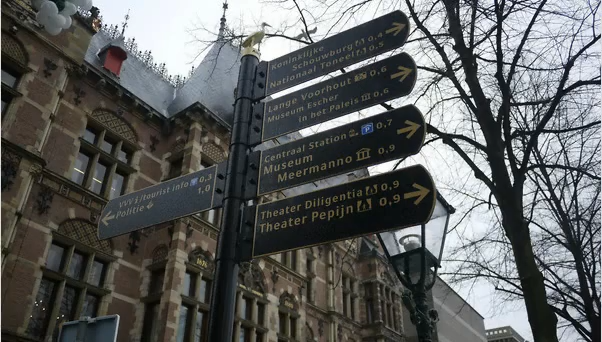 Koninklijke
Schouwburg 0,4
Nationaal Toneel 0,5
Lange Voorhout 0,6
Museum Escher
in het Paleis 0,6
Centraal Station P 0,7
Museum
Meermanno 0,9
Theater Diligentia 0,9
Theater Pepijn 0,9
VVV i/tourist info 0,3
Politie 1,0